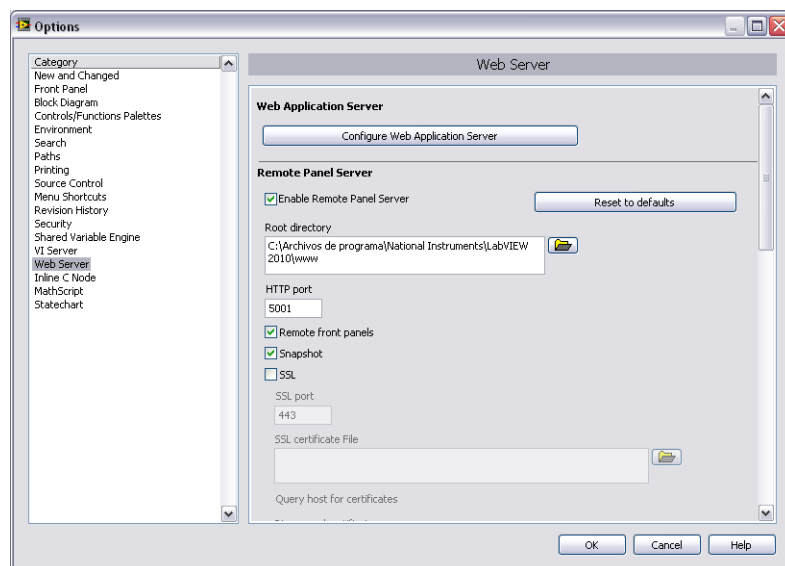 Options
Category
New and Changed
Front Panel
Block Diagram
Controls/Functions Palettes
Environment
Search
Paths
Printing
Source Control
Menu Shortcuts
Revision History
Security
Shared Variable Engine
VI Server
Web Server
Inline C Node
MathScript
Statechart
Web Server
Web Application Server
Configure Web Application Server
Remote Panel Server
Enable Remote Panel Server
Reset to defaults
Root directory
C:\Archivos de programa\National Instruments\LabVIEW
2010\www
HTTP port
5001
Remote front panels
Snapshot
SSL
SSL port
443
SSL certificate File
Query host for certificates
OK Cancel Help